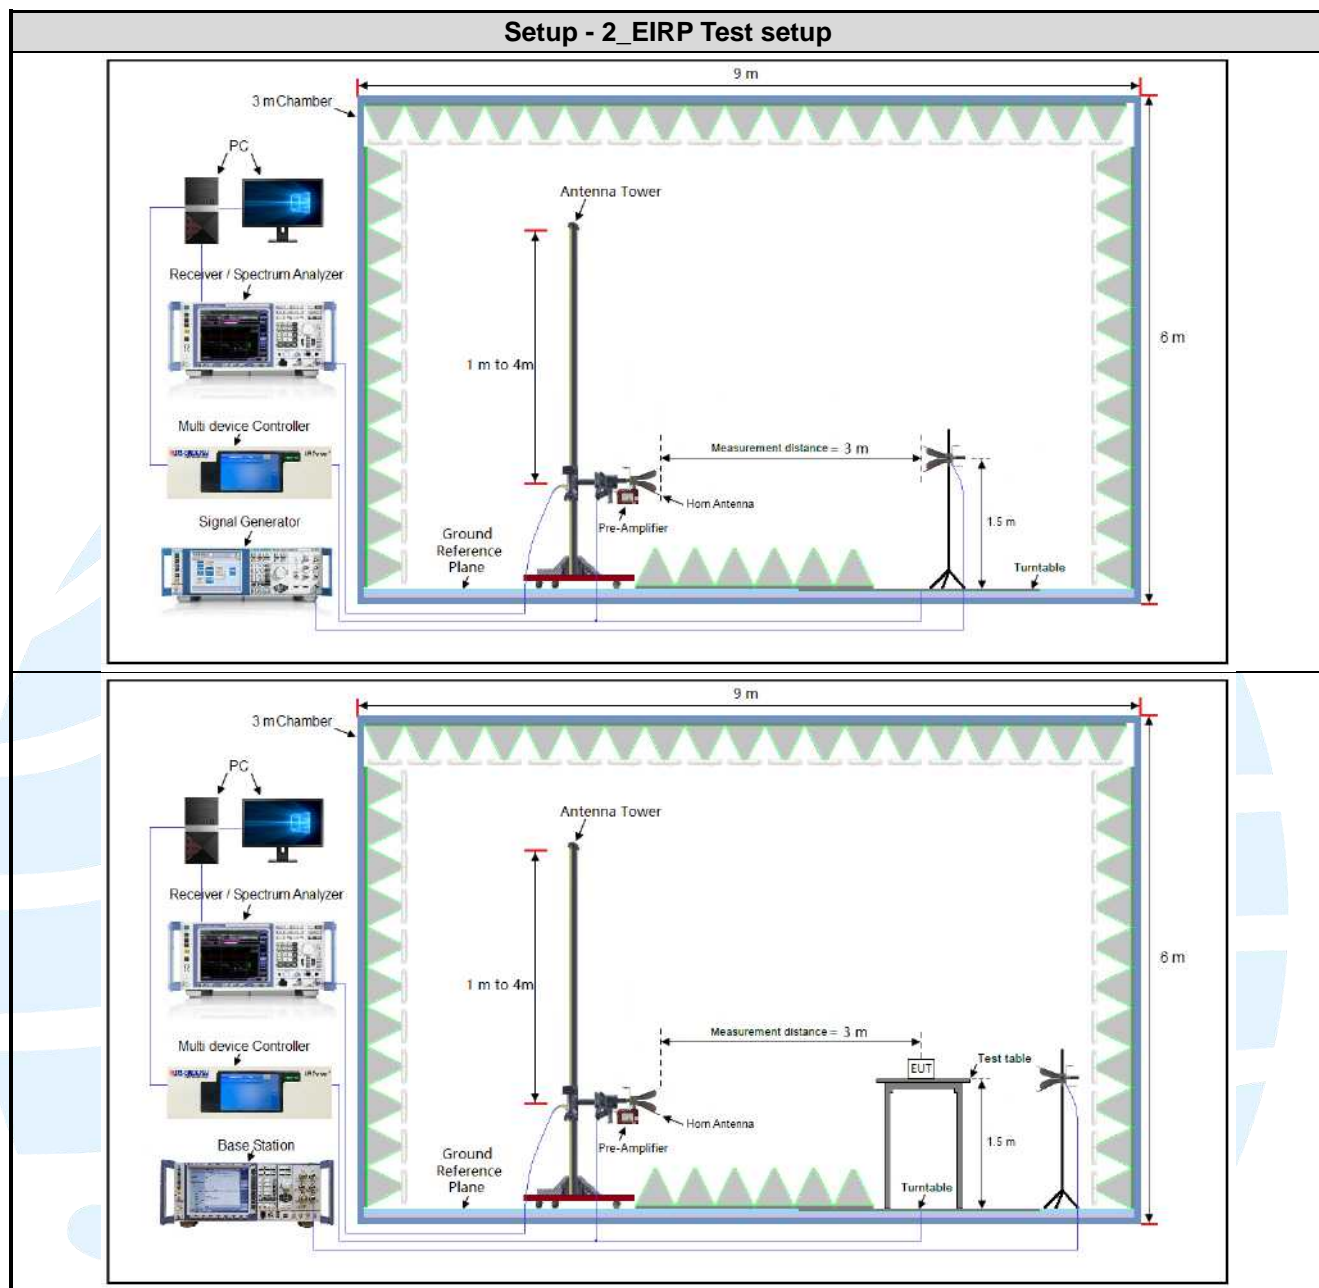 Setup - 2_EIRP Test setup
9 m
3 m Chamber
PC
Antenna Tower
Receiver / Spectrum Analyzer
6 m
1 m to 4m
Multi device Controller
Measurement distance = 3 m
Horn Antenna
Signal Generator
Pre-Amplifier
1.5 m
Ground
Reference
Plane
Turntable
9 m
3 m Chamber
PC
Antenna Tower
Receiver / Spectrum Analyzer
6 m
1 m to 4m
Measurement distance = 3 m
Multi device Controller
EUT
Test table
Horn Antenna
Base Station
Pre-Amplifier
1.5 m
Ground
Reference
Plane
Turntable